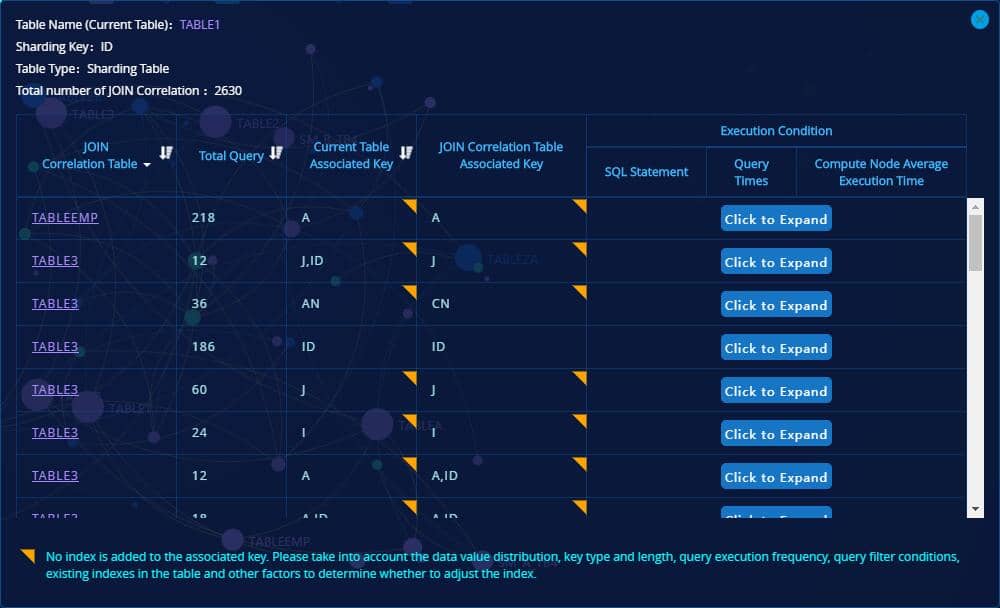 Table Name (Current Table): TABLE1
Sharding Key: ID
Table Type: Sharding Table
Total number of JOIN Correlation : 2630
JOIN Correlation Table
Total Query
Current Table Associated Key
JOIN Correlation Table Associated Key
Execution Condition
SQL Statement
Query Times
Compute Node Average Execution Time
TABLEEMP 218 A A Click to Expand
TABLE3 12 J,ID J Click to Expand
TABLE3 36 AN CN Click to Expand
TABLE3 186 ID ID Click to Expand
TABLE3 60 J J Click to Expand
TABLE3 24 I I Click to Expand
TABLE3 12 A A,ID Click to Expand
TABLE3 18 A,ID A,ID Click to Expand
No index is added to the associated key. Please take into account the data value distribution, key type and length, query execution frequency, query filter conditions,
existing indexes in the table and other factors to determine whether to adjust the index.